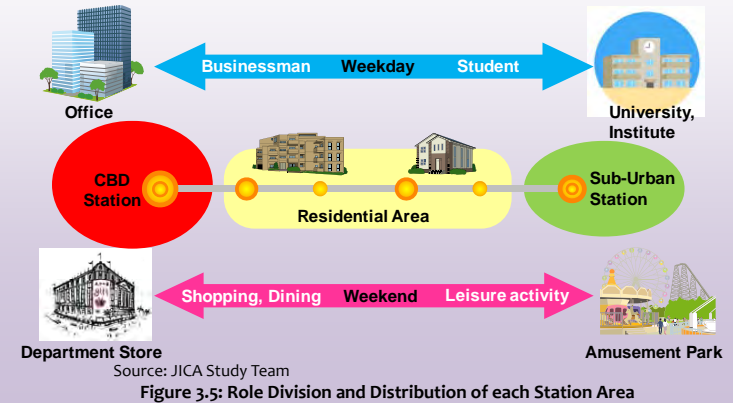 Businessman Weekday Student
Office
University,
Institute
CBD
Station
Residential Area
Sub-Urban
Station
Shopping, Dining Weekend Leisure activity
Department Store
Amusement Park
Source: JICA Study Team
Figure 3.5: Role Division and Distribution of each Station Area